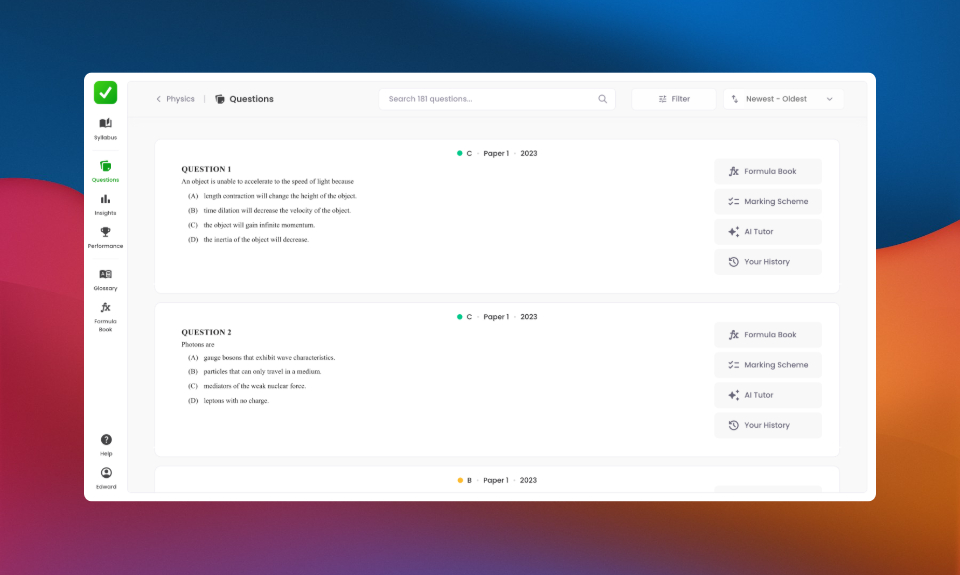 Physics | Questions
Search 181 questions...
Filter
Newest - Oldest
Syllabus
Questions
Insights
Performance
Glossary
Formula
Book
Help
Edward
C · Paper 1 · 2023
QUESTION 1
An object is unable to accelerate to the speed of light because
(A) length contraction will change the height of the object.
(B) time dilation will decrease the velocity of the object.
(C) the object will gain infinite momentum.
(D) the inertia of the object will decrease.
Formula Book
Marking Scheme
AI Tutor
Your History
C · Paper 1 · 2023
QUESTION 2
Photons are
(A) gauge bosons that exhibit wave characteristics.
(B) particles that can only travel in a medium.
(C) mediators of the weak nuclear force.
(D) leptons with no charge.
Formula Book
Marking Scheme
AI Tutor
Your History
B · Paper 1 · 2023